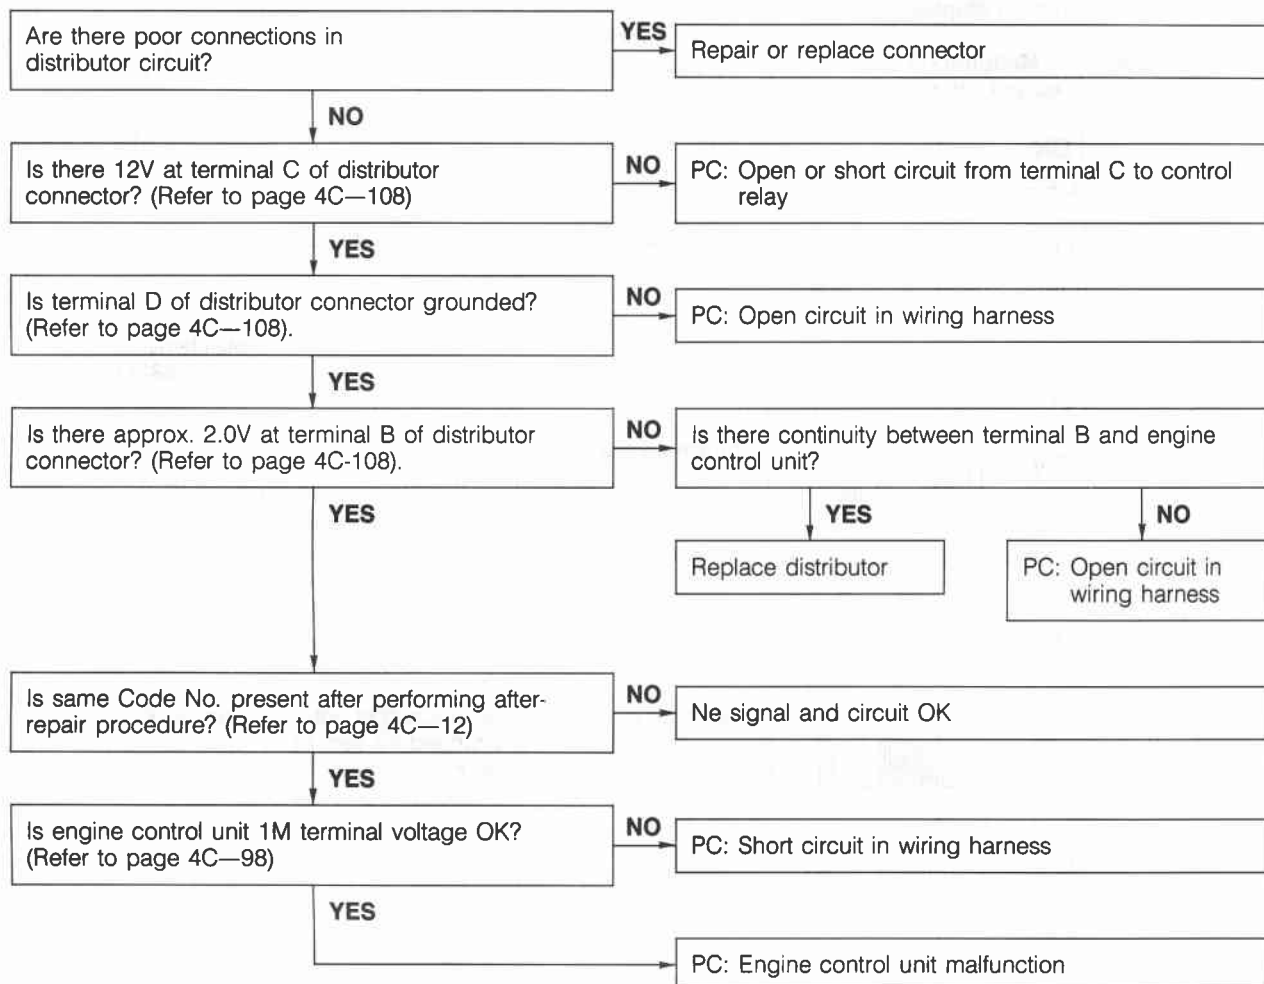 Are there poor connections in
distributor circuit?
YES
Repair or replace connector
NO
Is there 12V at terminal C of distributor
connector? (Refer to page 4C—108)
NO
PC: Open or short circuit from terminal C to control
relay
YES
Is terminal D of distributor connector grounded?
(Refer to page 4C—108).
NO
PC: Open circuit in wiring harness
YES
Is there approx. 2.0V at terminal B of distributor
connector? (Refer to page 4C-108).
NO
Is there continuity between terminal B and engine
control unit?
YES
YES
NO
Replace distributor
PC: Open circuit in
wiring harness
Is same Code No. present after performing after-
repair procedure? (Refer to page 4C—12)
NO
Ne signal and circuit OK
YES
Is engine control unit 1M terminal voltage OK?
(Refer to page 4C—98)
NO
PC: Short circuit in wiring harness
YES
PC: Engine control unit malfunction